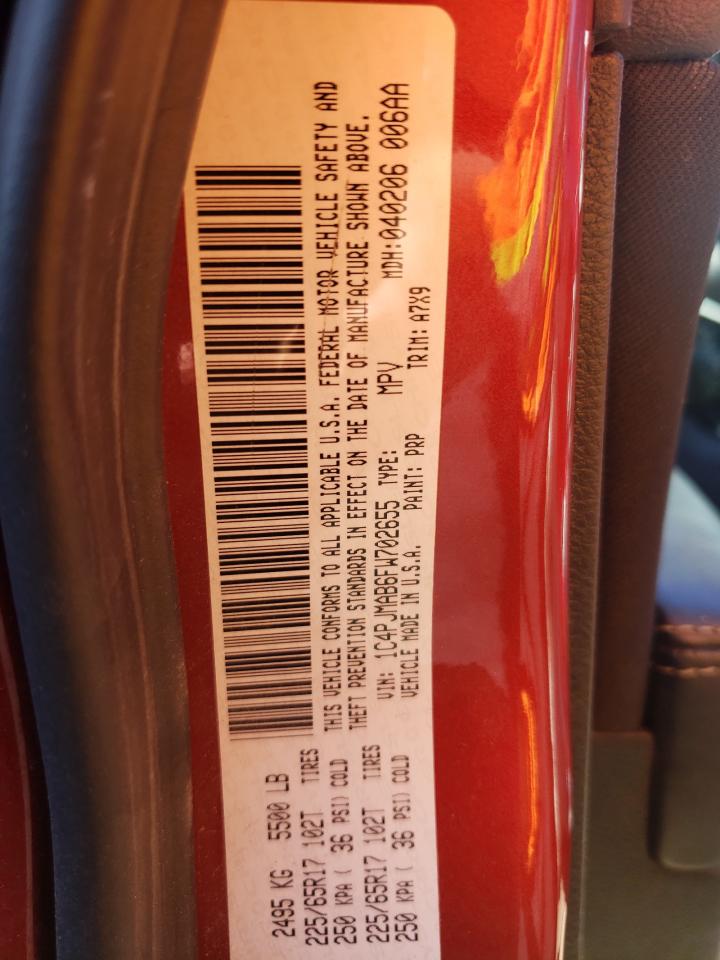 2495 KG 5500 LB
225/65R17 102T TIRES
250 KPA ( 36 PSI) COLD
225/65R17 102T TIRES
250 KPA ( 36 PSI) COLD
THIS VEHICLE CONFORMS TO ALL APPLICABLE U.S.A. FEDERAL MOTOR VEHICLE SAFETY AND
THEFT PREVENTION STANDARDS IN EFFECT ON THE DATE OF MANUFACTURE SHOWN ABOVE.
VIN: 1C4PJMAB6FW702655 TYPE: MPV MDH:040206 006AA
VEHICLE MADE IN U.S.A. PAINT: PRP TRIM: A7X9